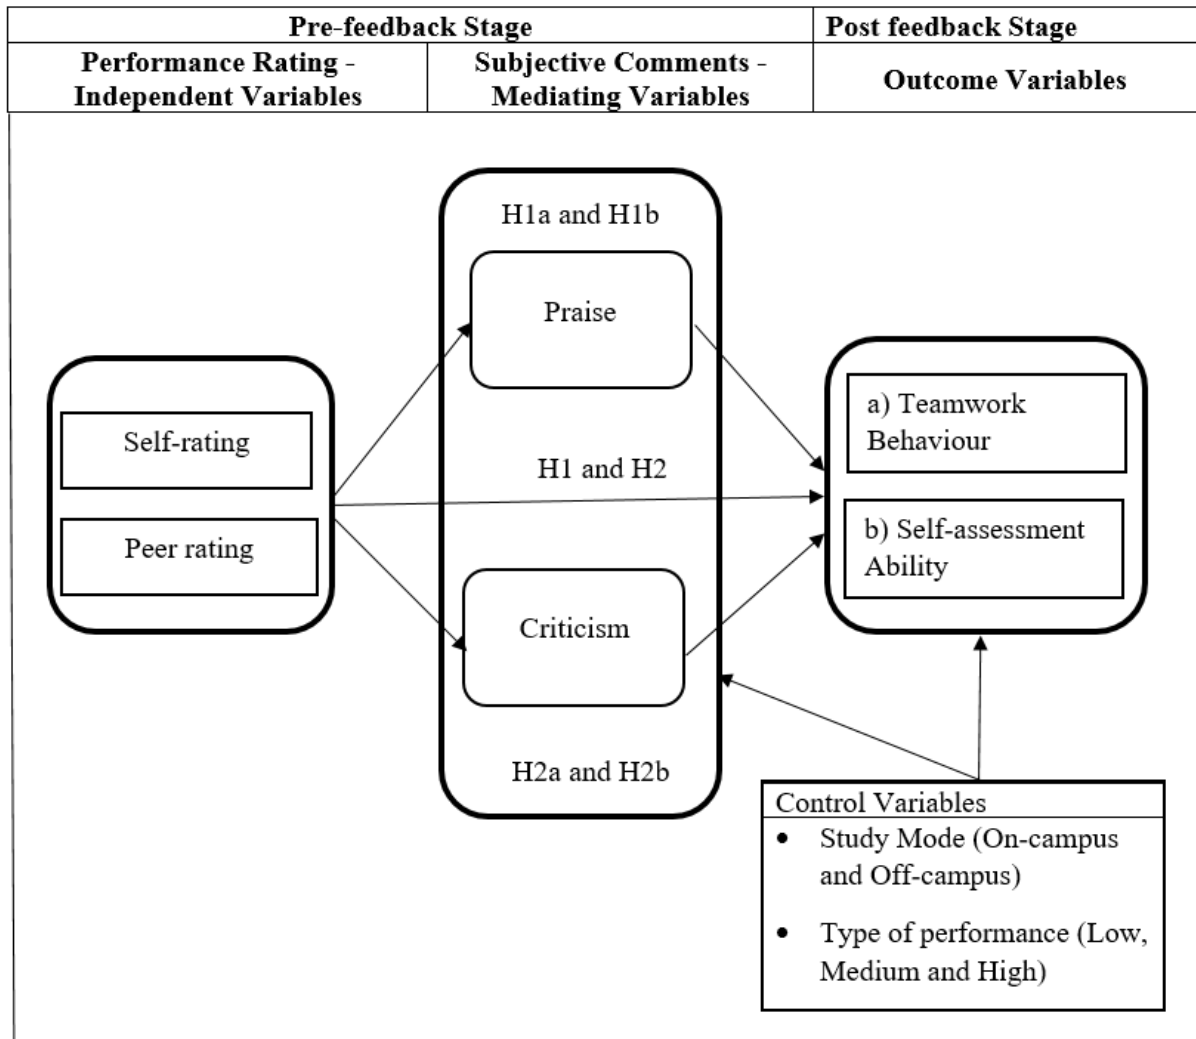 Pre-feedback Stage
Post feedback Stage
Performance Rating -
Independent Variables
Subjective Comments -
Mediating Variables
Outcome Variables
H1a and H1b
Praise
Self-rating
Peer rating
H1 and H2
a) Teamwork
Behaviour
b) Self-assessment
Ability
Criticism
H2a and H2b
Control Variables
• Study Mode (On-campus
and Off-campus)
• Type of performance (Low,
Medium and High)